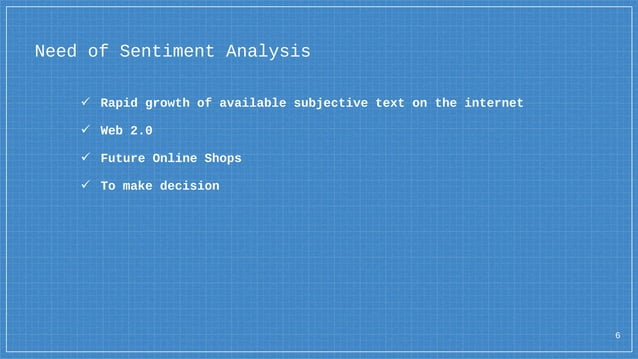 Need of Sentiment Analysis
✓ Rapid growth of available subjective text on the internet
✓ Web 2.0
✓ Future Online Shops
✓ To make decision
6